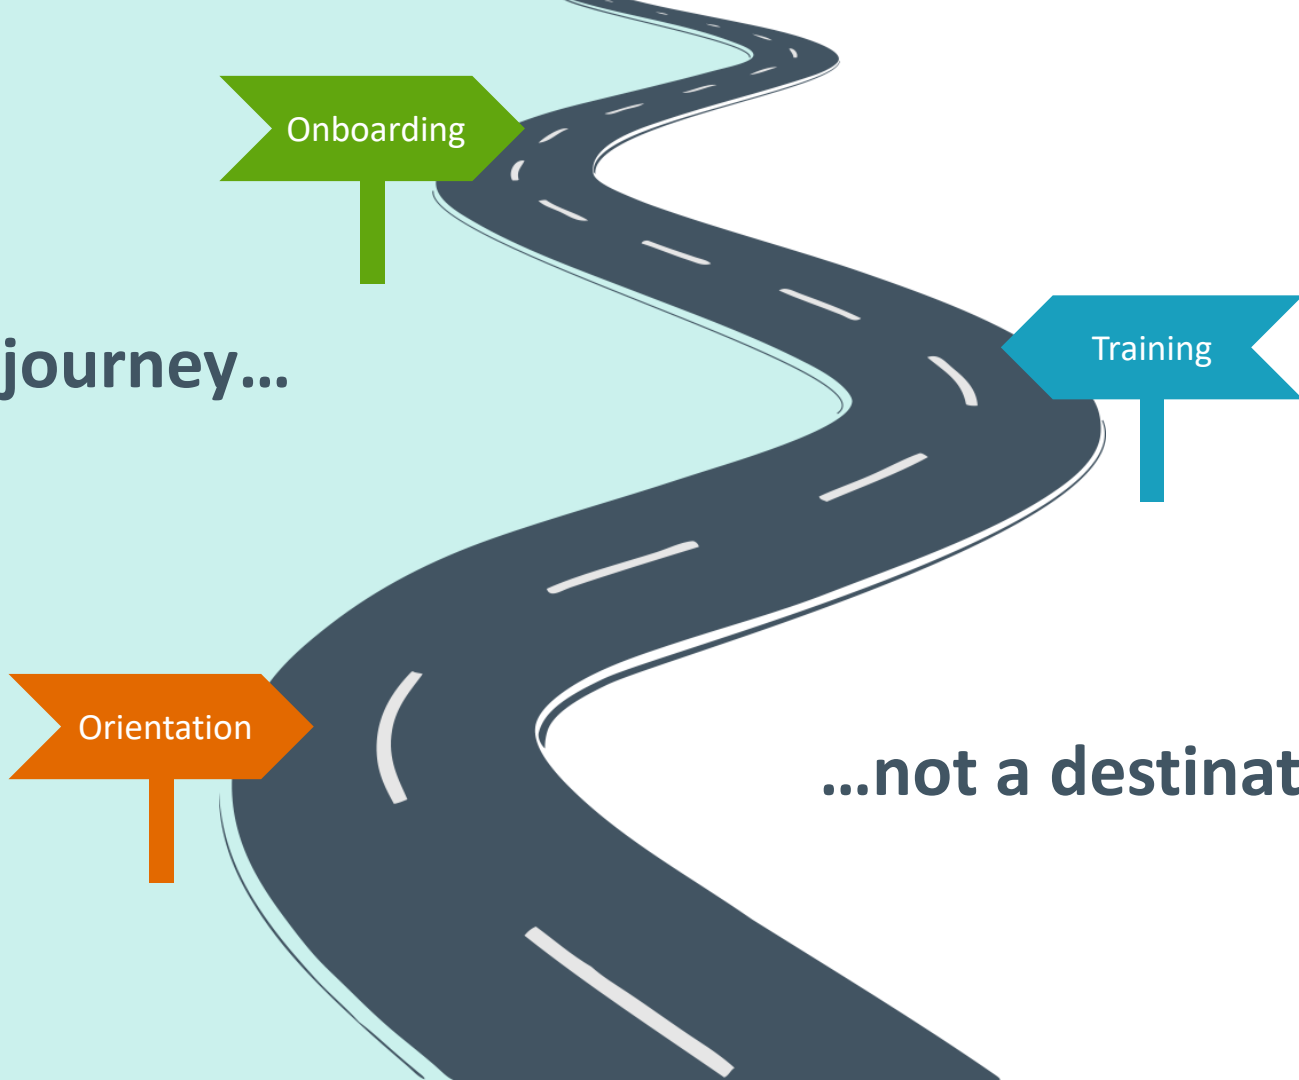 Onboarding
journey...
Training
Orientation
...not a destinat